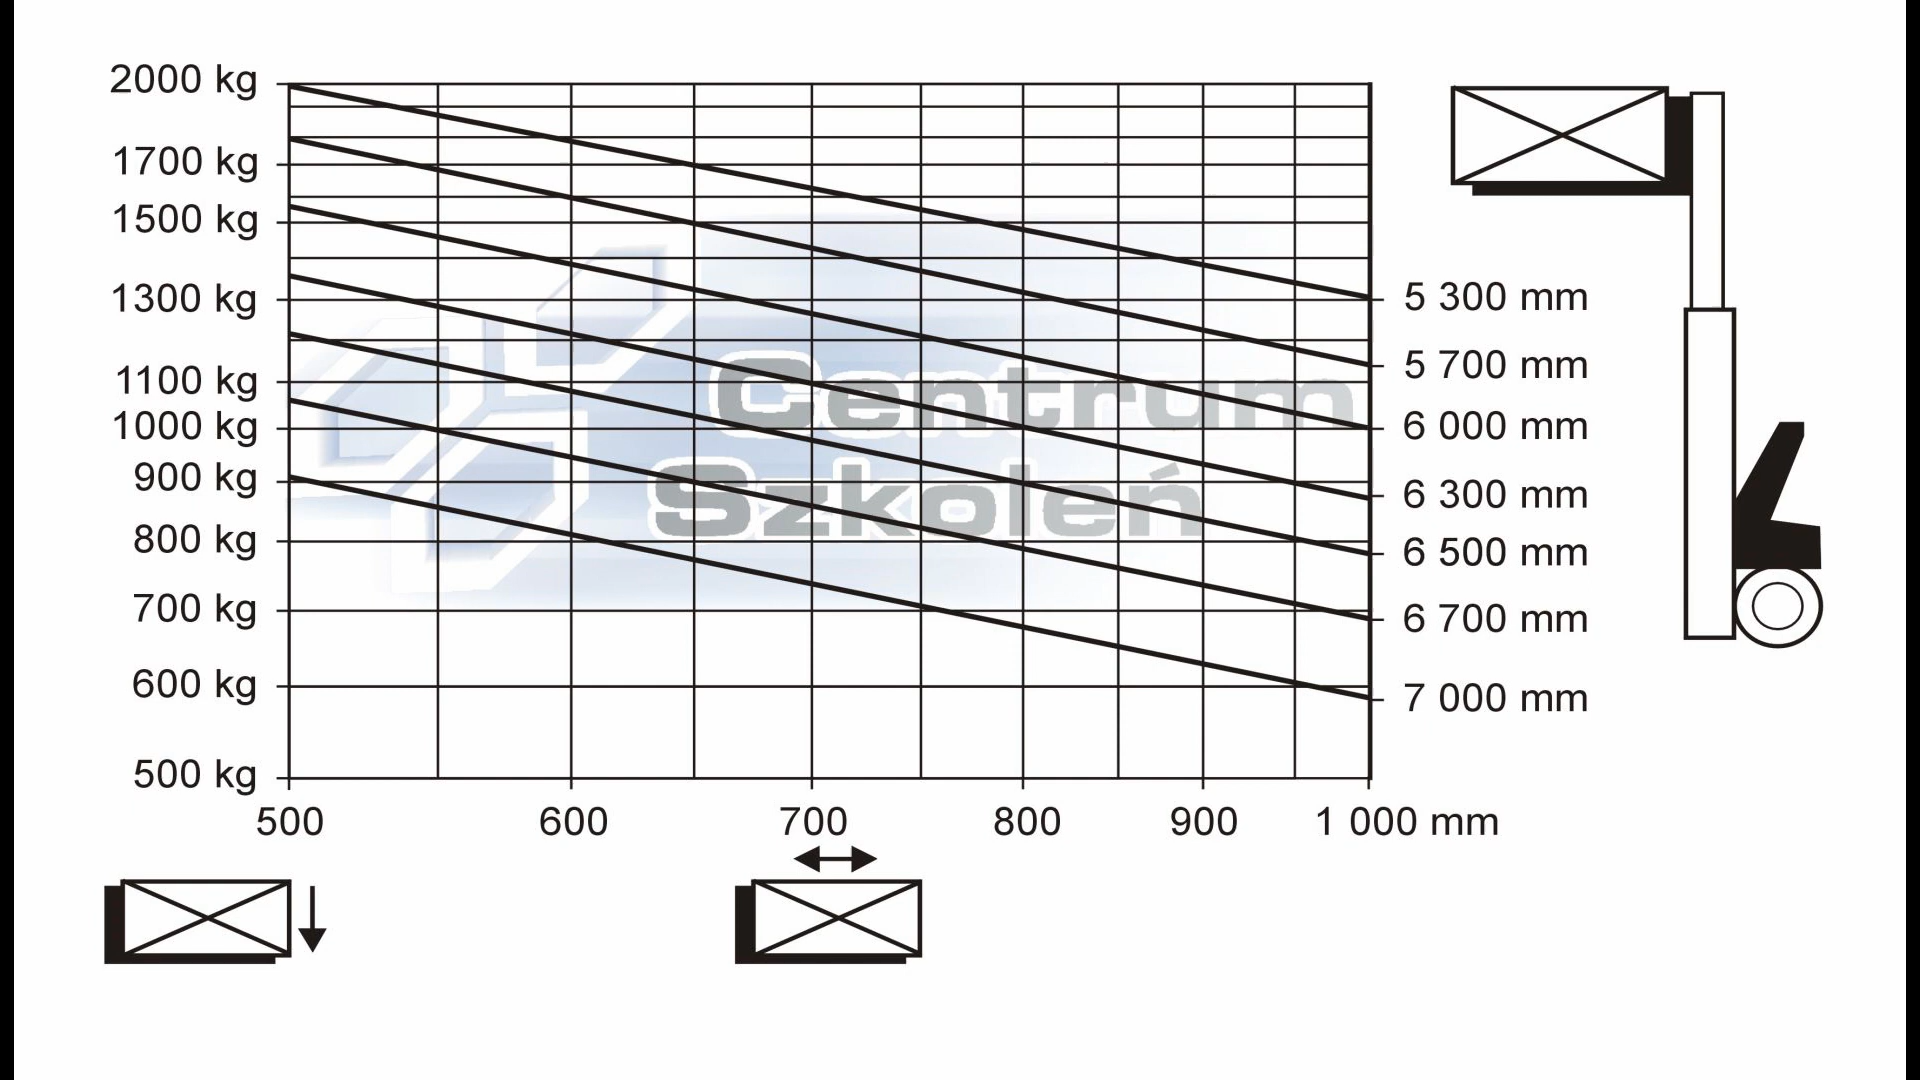 2000 kg
1700 kg
1500 kg
1300 kg
1100 kg
1000 kg
900 kg
800 kg
700 kg
600 kg
500 kg
500 600 700 800 900 1 000 mm
5 300 mm
5 700 mm
6 000 mm
6 300 mm
6 500 mm
6 700 mm
7 000 mm
Centrum
Szkoleń